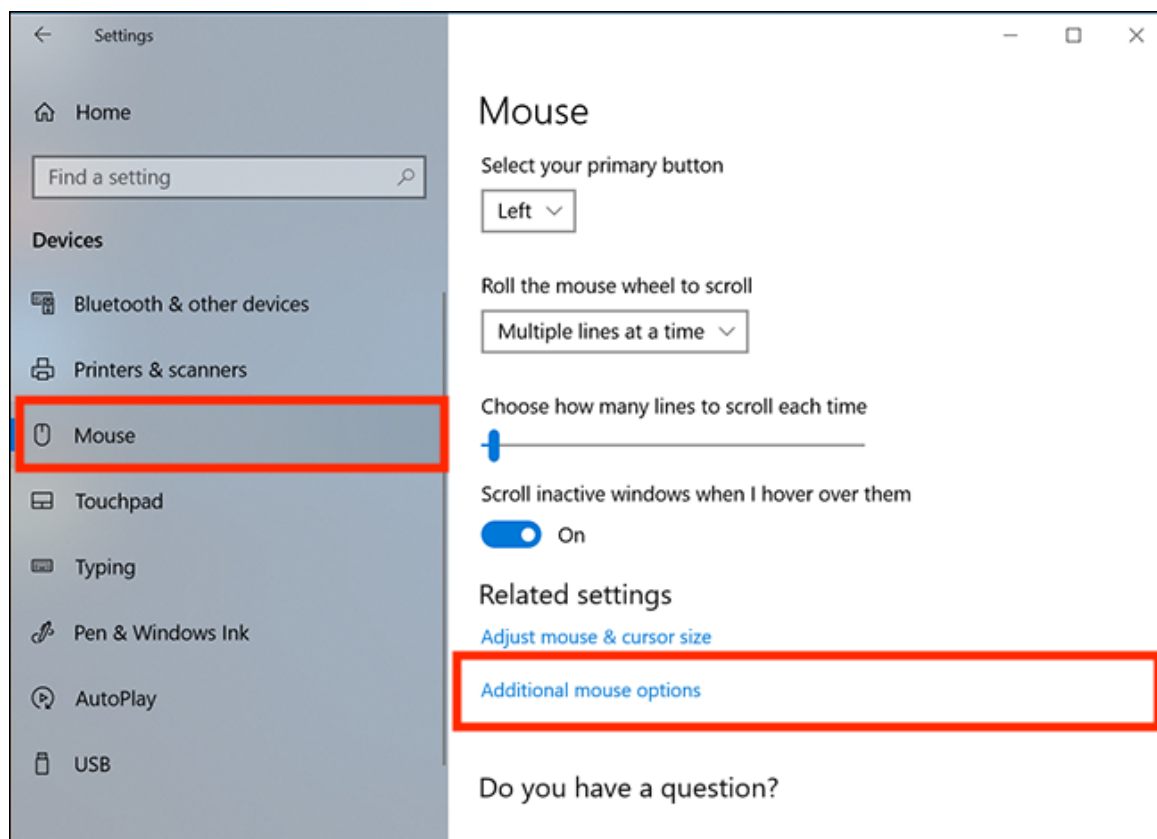 Settings
Home
Find a setting
Devices
Bluetooth & other devices
Printers & scanners
Mouse
Touchpad
Typing
Pen & Windows Ink
AutoPlay
USB
Mouse
Select your primary button
Left
Roll the mouse wheel to scroll
Multiple lines at a time
Choose how many lines to scroll each time
Scroll inactive windows when I hover over them
On
Related settings
Adjust mouse & cursor size
Additional mouse options
Do you have a question?